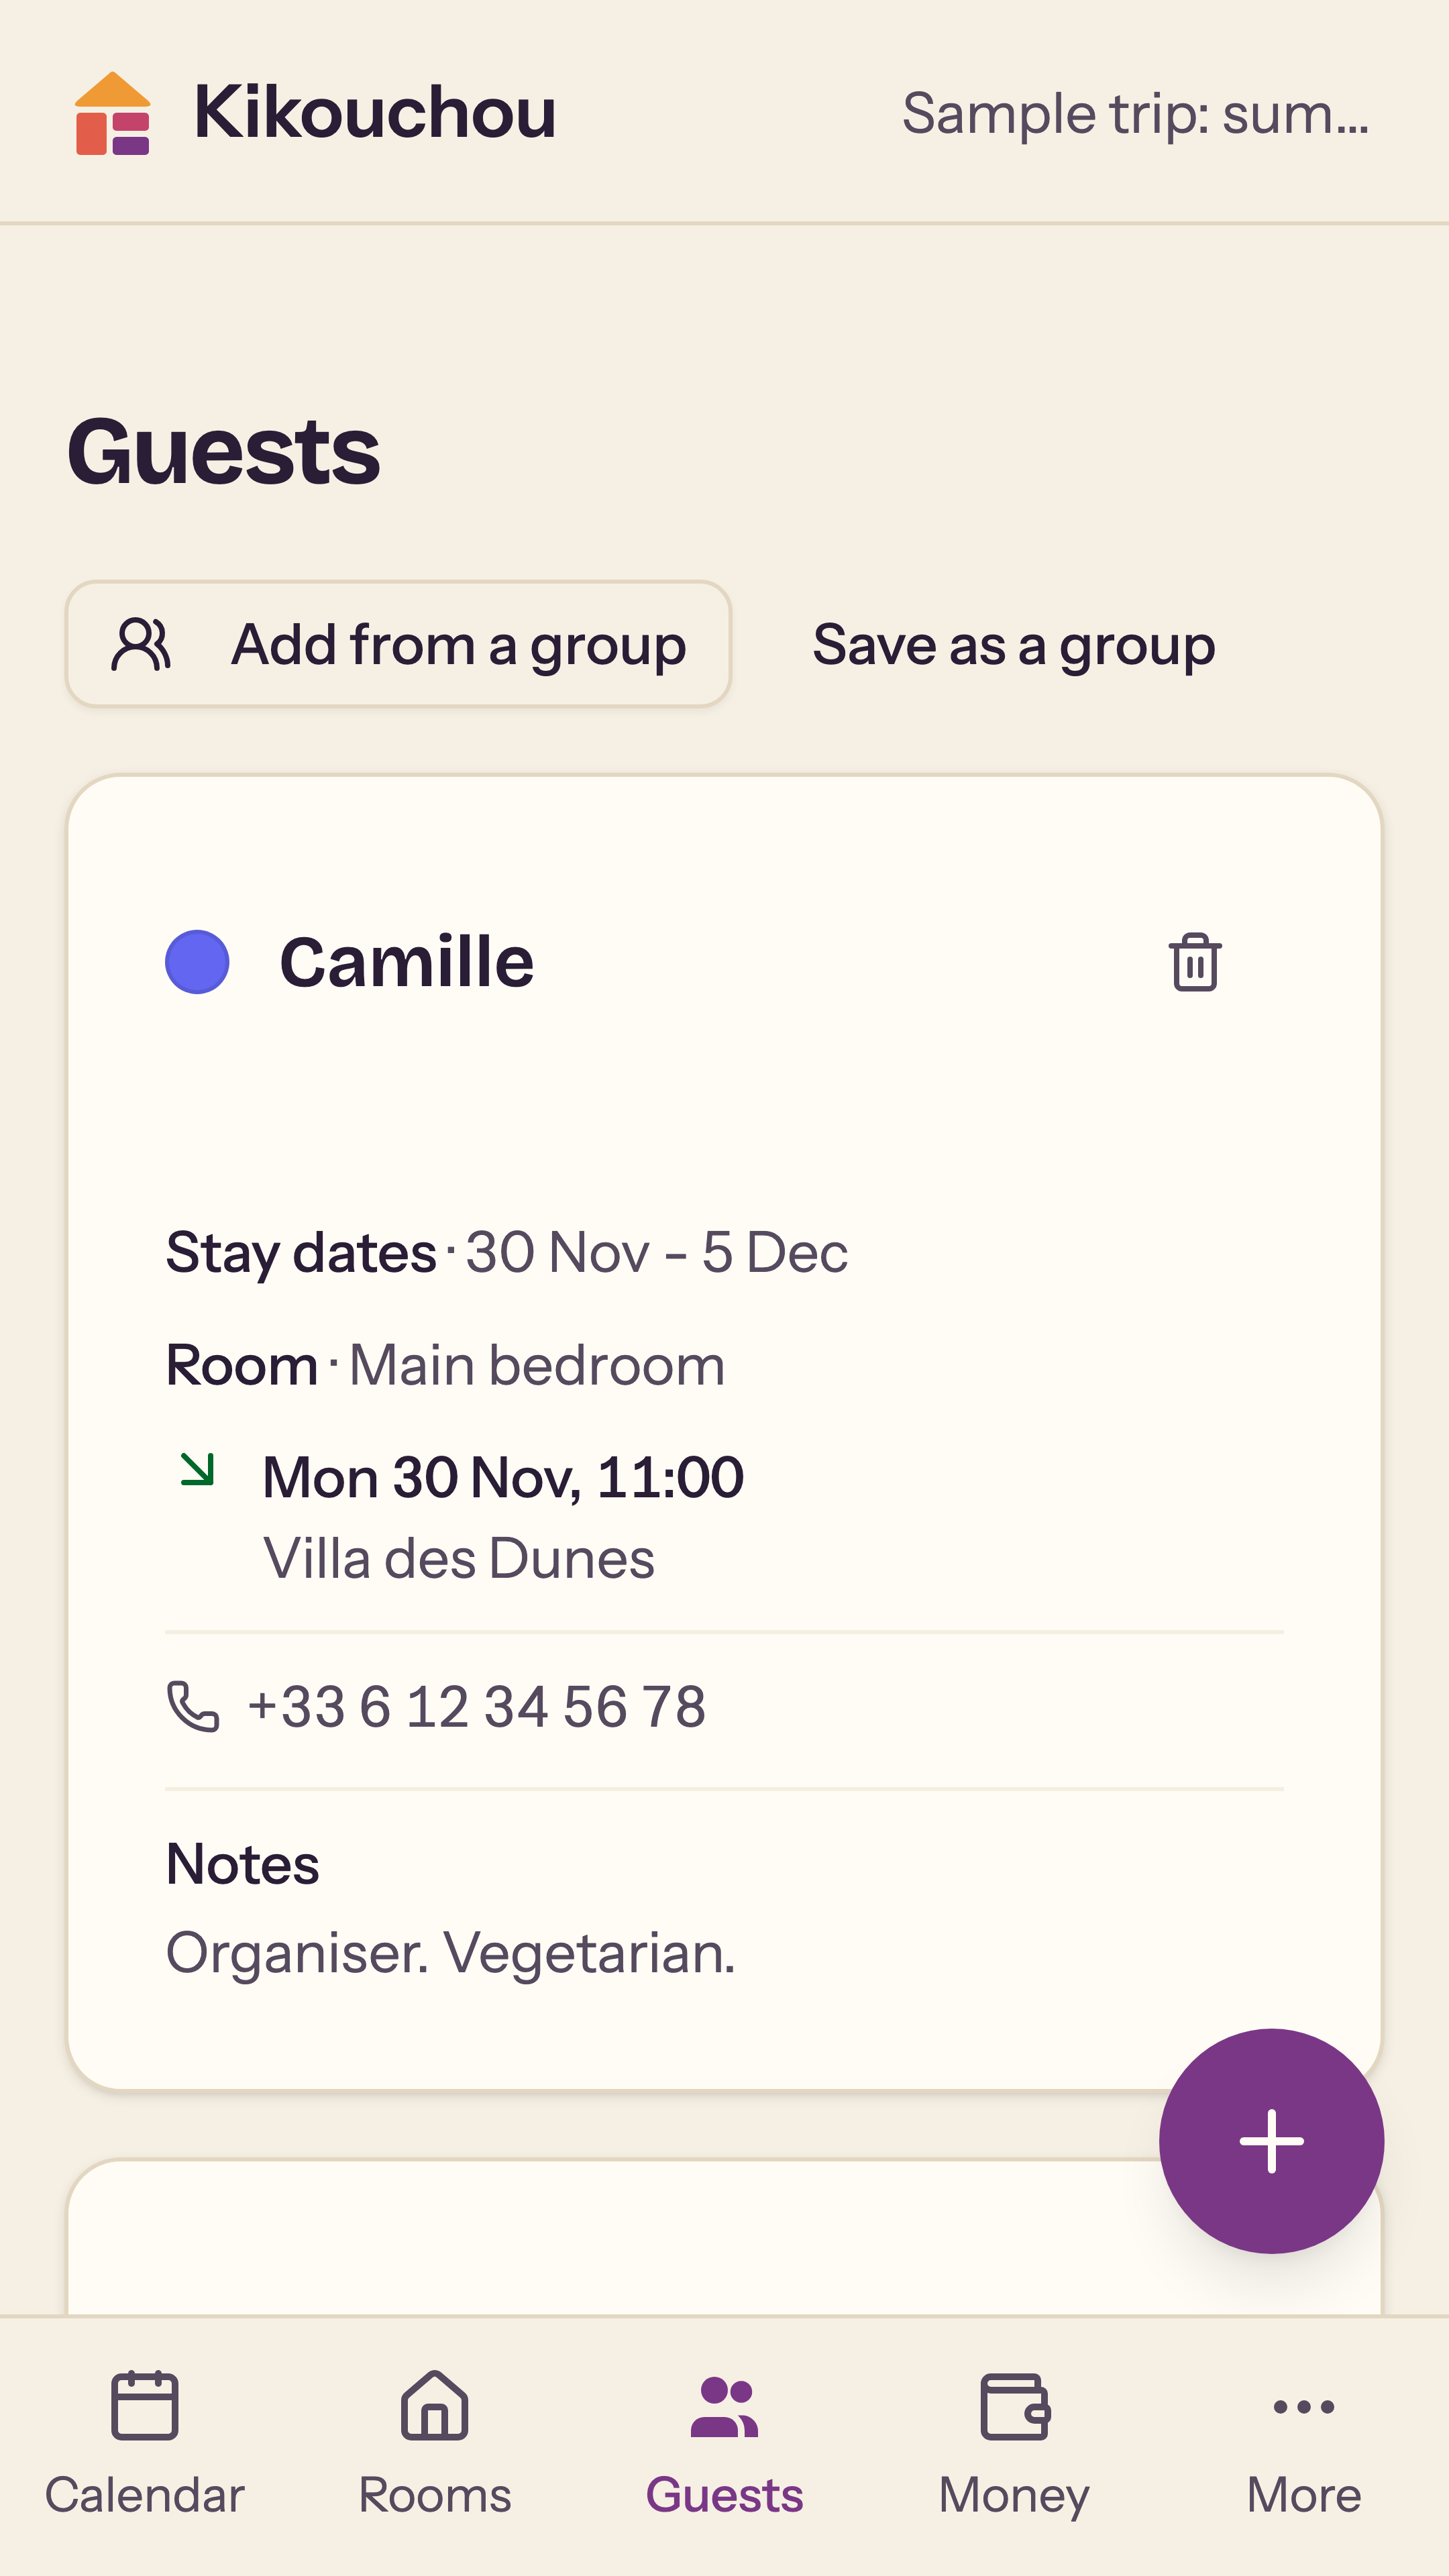 Kikouchou
Sample trip: sum...
Guests
Add from a group
Save as a group
Camille
Stay dates · 30 Nov - 5 Dec
Room · Main bedroom
Mon 30 Nov, 11:00
Villa des Dunes
+33 6 12 34 56 78
Notes
Organiser. Vegetarian.
Calendar
Rooms
Guests
Money
More